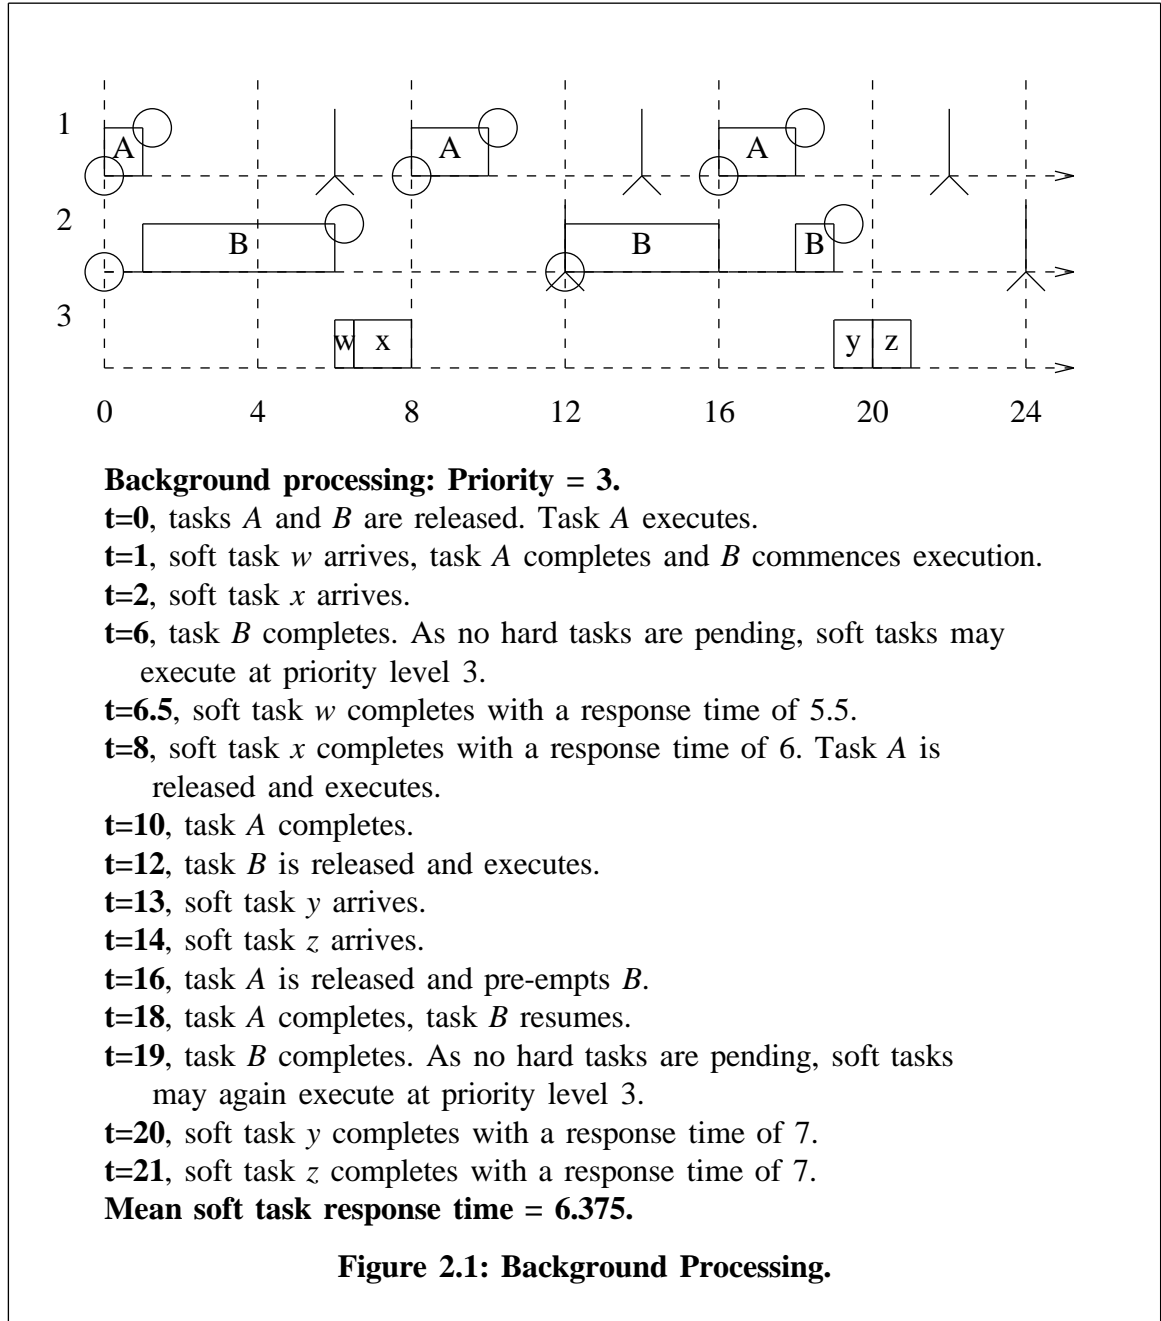 1
A
A
A
2
B
B
B
3
w
x
y
z
0 4 8 12 16 20 24
Background processing: Priority = 3.
t=0, tasks A and B are released. Task A executes.
t=1, soft task w arrives, task A completes and B commences execution.
t=2, soft task x arrives.
t=6, task B completes. As no hard tasks are pending, soft tasks may
execute at priority level 3.
t=6.5, soft task w completes with a response time of 5.5.
t=8, soft task x completes with a response time of 6. Task A is
released and executes.
t=10, task A completes.
t=12, task B is released and executes.
t=13, soft task y arrives.
t=14, soft task z arrives.
t=16, task A is released and pre-empts B.
t=18, task A completes, task B resumes.
t=19, task B completes. As no hard tasks are pending, soft tasks
may again execute at priority level 3.
t=20, soft task y completes with a response time of 7.
t=21, soft task z completes with a response time of 7.
Mean soft task response time = 6.375.
Figure 2.1: Background Processing.